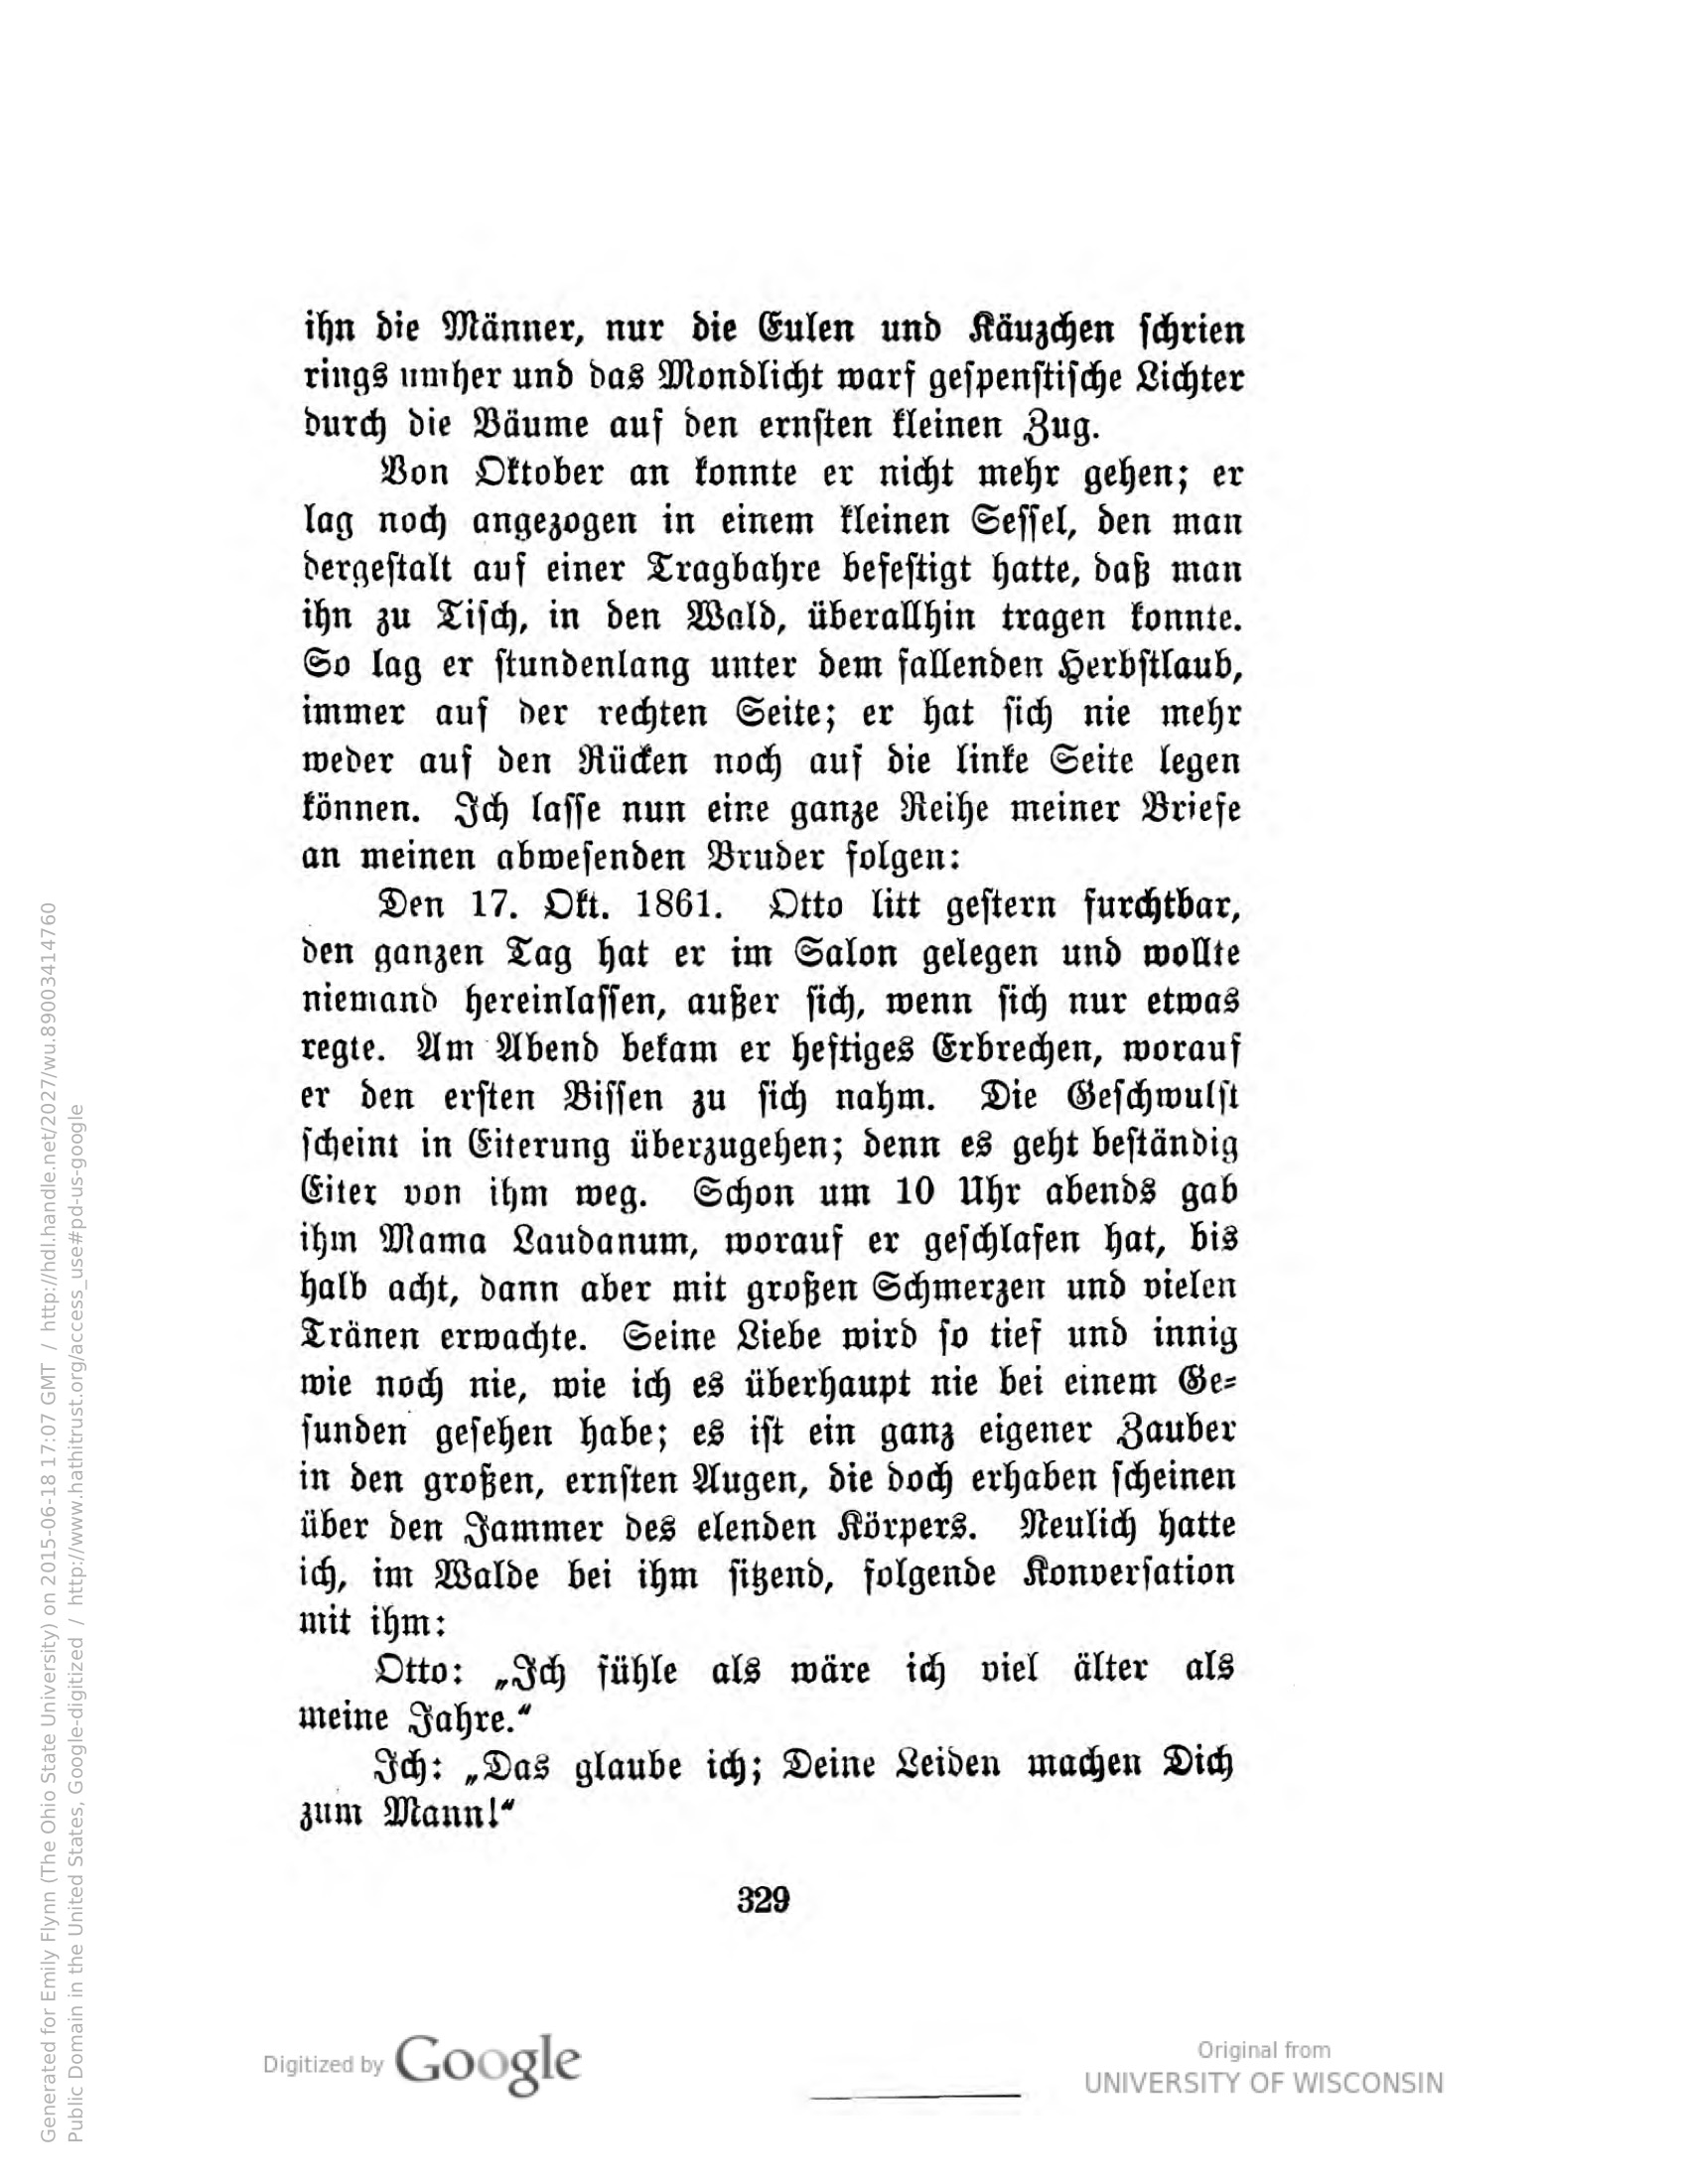 ihn die Männer, nur die Eulen und Käuzchen schrien
rings umher und das Mondlicht warf gespenstische Lichter
durch die Bäume auf den ernsten kleinen Zug.
Von Oktober an konnte er nicht mehr gehen; er
lag noch angezogen in einem kleinen Sessel, den man
dergestalt auf einer Tragbahre befestigt hatte, daß man
ihn zu Tisch, in den Wald, überallhin tragen konnte.
So lag er stundenlang unter dem fallenden Herbstlaub,
immer auf der rechten Seite; er hat sich nie mehr
weder auf den Rücken noch auf die linke Seite legen
können. Ich lasse nun eine ganze Reihe meiner Briefe
an meinen abwesenden Bruder folgen:
Den 17. Okt. 1861. Otto litt gestern furchtbar,
den ganzen Tag hat er im Salon gelegen und wollte
niemand hereinlassen, außer sich, wenn sich nur etwas
regte. Am Abend bekam er heftiges Erbrechen, worauf
er den ersten Bissen zu sich nahm. Die Geschwulst
scheint in Eiterung überzugehen; denn es geht beständig
Eiter von ihm weg. Schon um 10 Uhr abends gab
ihm Mama Laudanum, worauf er geschlafen hat, bis
halb acht, dann aber mit großen Schmerzen und vielen
Tränen erwachte. Seine Liebe wird so tief und innig
wie noch nie, wie ich es überhaupt nie bei einem Ge-
sunden gesehen habe; es ist ein ganz eigener Zauber
in den großen, ernsten Augen, die doch erhaben scheinen
über den Jammer des elenden Körpers. Neulich hatte
ich, im Walde bei ihm sitzend, folgende Konversation
mit ihm:
Otto: „Ich fühle als wäre ich viel älter als
meine Jahre.“
Ich: „Das glaube ich; Deine Leiden machen Dich
zum Mann!“
329
Generated for Emily Flynn (The Ohio State University) on 2015-06-18 17:07 GMT / http://hdl.handle.net/2027/wu.89003414760
Public Domain in the United States, Google-digitized / http://www.hathitrust.org/access_use#pd-us-google
Digitized by Google
Original from
UNIVERSITY OF WISCONSIN